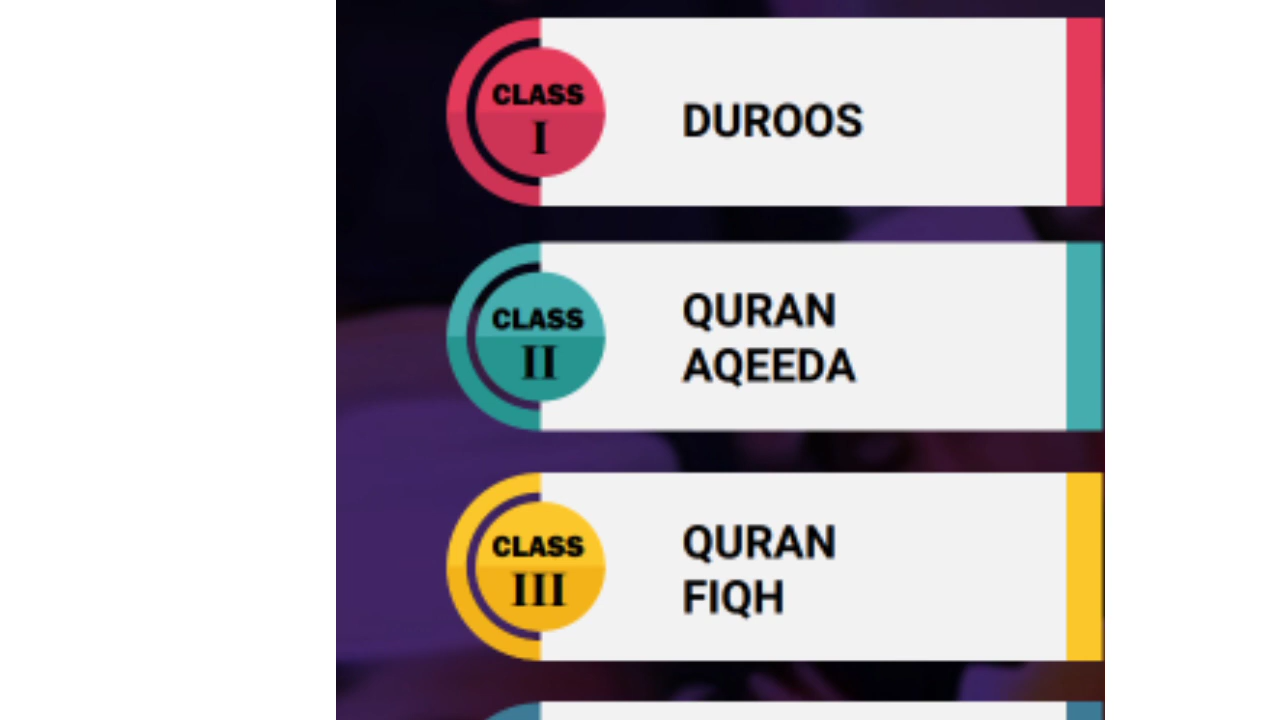 CLASS
I
DUROOS
CLASS
II
QURAN
AQEEDA
CLASS
III
QURAN
FIQH